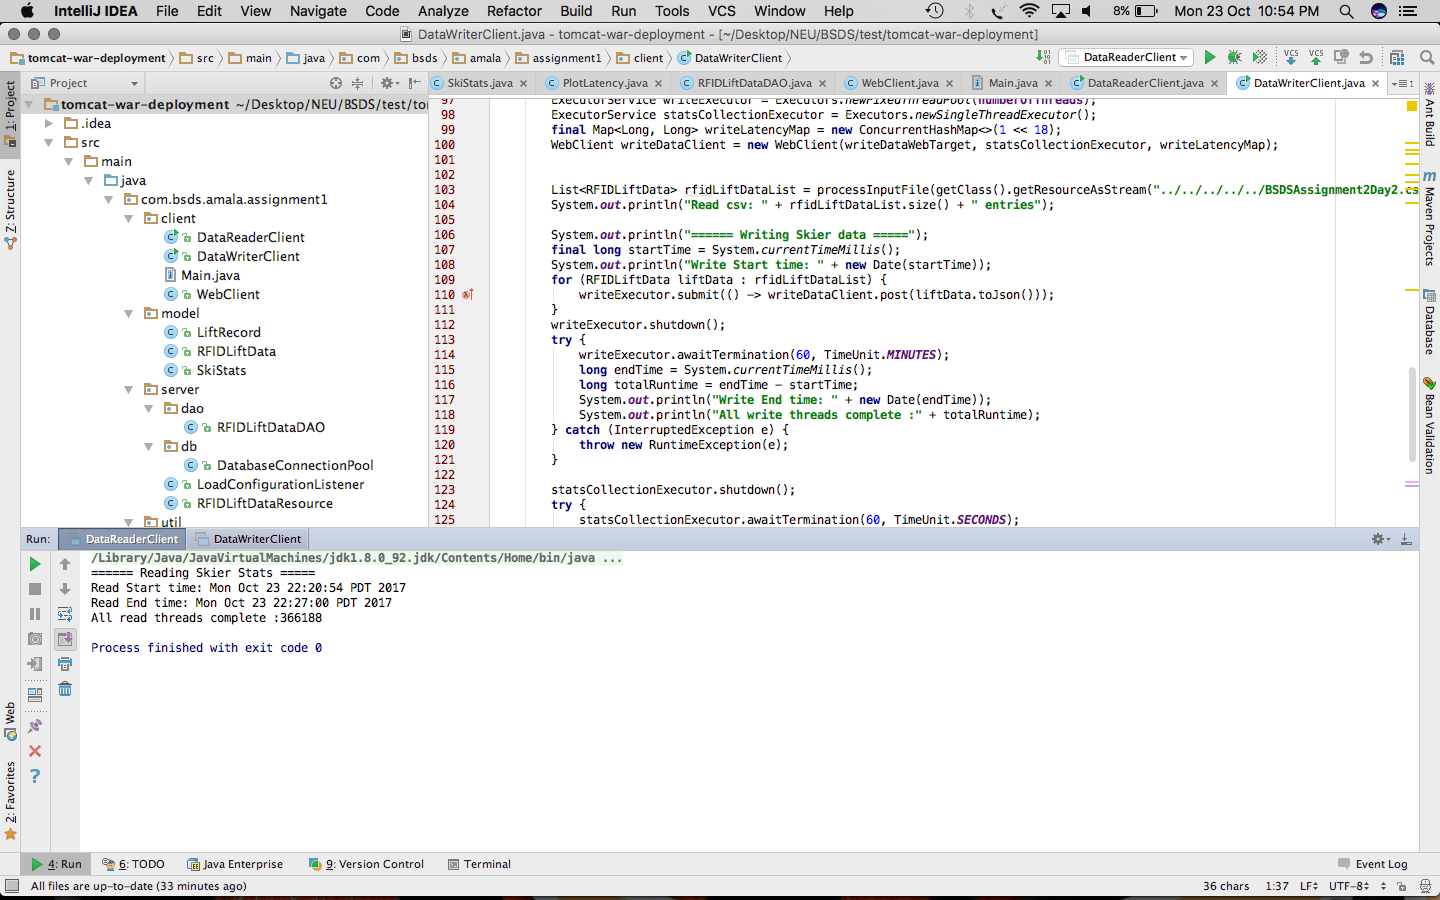 IntelliJ IDEA File Edit View Navigate Code Analyze Refactor Build Run Tools VCS Window Help 8% Mon 23 Oct 10:54 PM
DataWriterClient.java - tomcat-war-deployment - [~/Desktop/NEU/BSDS/test/tomcat-war-deployment]
tomcat-war-deployment src main java com bsds amala assignment1 client DataWriterClient DataReaderClient VCS VCS
Project SkiStats.java PlotLatency.java RFIDLiftDataDAO.java WebClient.java Main.java DataReaderClient.java DataWriterClient.java
1: Project
Z: Structure
Web
2: Favorites
tomcat-war-deployment ~/Desktop/NEU/BSDS/test/tor
.idea
src
main
java
com.bsds.amala.assignment1
client
DataReaderClient
DataWriterClient
Main.java
WebClient
model
LiftRecord
RFIDLiftData
SkiStats
server
dao
RFIDLiftDataDAO
db
DatabaseConnectionPool
LoadConfigurationListener
RFIDLiftDataResource
util
97 ExecutorService writeExecutor = Executors.newFixedThreadPool(numberOfThreads);
98 ExecutorService statsCollectionExecutor = Executors.newSingleThreadExecutor();
99 final Map<Long, Long> writeLatencyMap = new ConcurrentHashMap<>(1 << 18);
100 WebClient writeDataClient = new WebClient(writeDataWebTarget, statsCollectionExecutor, writeLatencyMap);
101
102
103 List<RFIDLiftData> rfidLiftDataList = processInputFile(getClass().getResourceAsStream("../../../../../BSDSAssignment2Day2.cs
104 System.out.println("Read csv: " + rfidLiftDataList.size() + " entries");
105
106 System.out.println("====== Writing Skier data =====");
107 final long startTime = System.currentTimeMillis();
108 System.out.println("Write Start time: " + new Date(startTime));
109 for (RFIDLiftData liftData : rfidLiftDataList) {
110 writeExecutor.submit(() -> writeDataClient.post(liftData.toJson()));
111 }
112 writeExecutor.shutdown();
113 try {
114 writeExecutor.awaitTermination(60, TimeUnit.MINUTES);
115 long endTime = System.currentTimeMillis();
116 long totalRuntime = endTime - startTime;
117 System.out.println("Write End time: " + new Date(endTime));
118 System.out.println("All write threads complete :" + totalRuntime);
119 } catch (InterruptedException e) {
120 throw new RuntimeException(e);
121 }
122
123 statsCollectionExecutor.shutdown();
124 try {
125 statsCollectionExecutor.awaitTermination(60, TimeUnit.SECONDS);
Ant Build
Maven Projects
Database
Bean Validation
Run: DataReaderClient DataWriterClient
/Library/Java/JavaVirtualMachines/jdk1.8.0_92.jdk/Contents/Home/bin/java ...
====== Reading Skier Stats =====
Read Start time: Mon Oct 23 22:20:54 PDT 2017
Read End time: Mon Oct 23 22:27:00 PDT 2017
All read threads complete :366188
Process finished with exit code 0
4: Run 6: TODO Java Enterprise 9: Version Control Terminal Event Log
All files are up-to-date (33 minutes ago) 36 chars 1:37 LF UTF-8